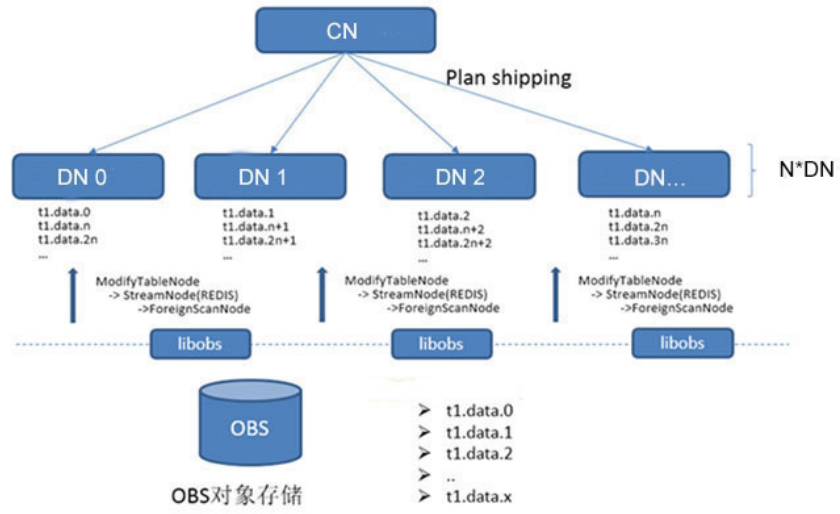 CN
Plan shipping
DN 0
DN 1
DN 2
DN...
N*DN
t1.data.0
t1.data.n
t1.data.2n
...
t1.data.1
t1.data.n+1
t1.data.2n+1
...
t1.data.2
t1.data.n+2
t1.data.2n+2
...
t1.data.n
t1.data.2n
t1.data.3n
...
ModifyTableNode
-> StreamNode(REDIS)
->ForeignScanNode
ModifyTableNode
-> StreamNode(REDIS)
->ForeignScanNode
ModifyTableNode
-> StreamNode(REDIS)
->ForeignScanNode
libobs
libobs
libobs
OBS
OBS对象存储
➢ t1.data.0
➢ t1.data.1
➢ t1.data.2
➢ ..
➢ t1.data.x